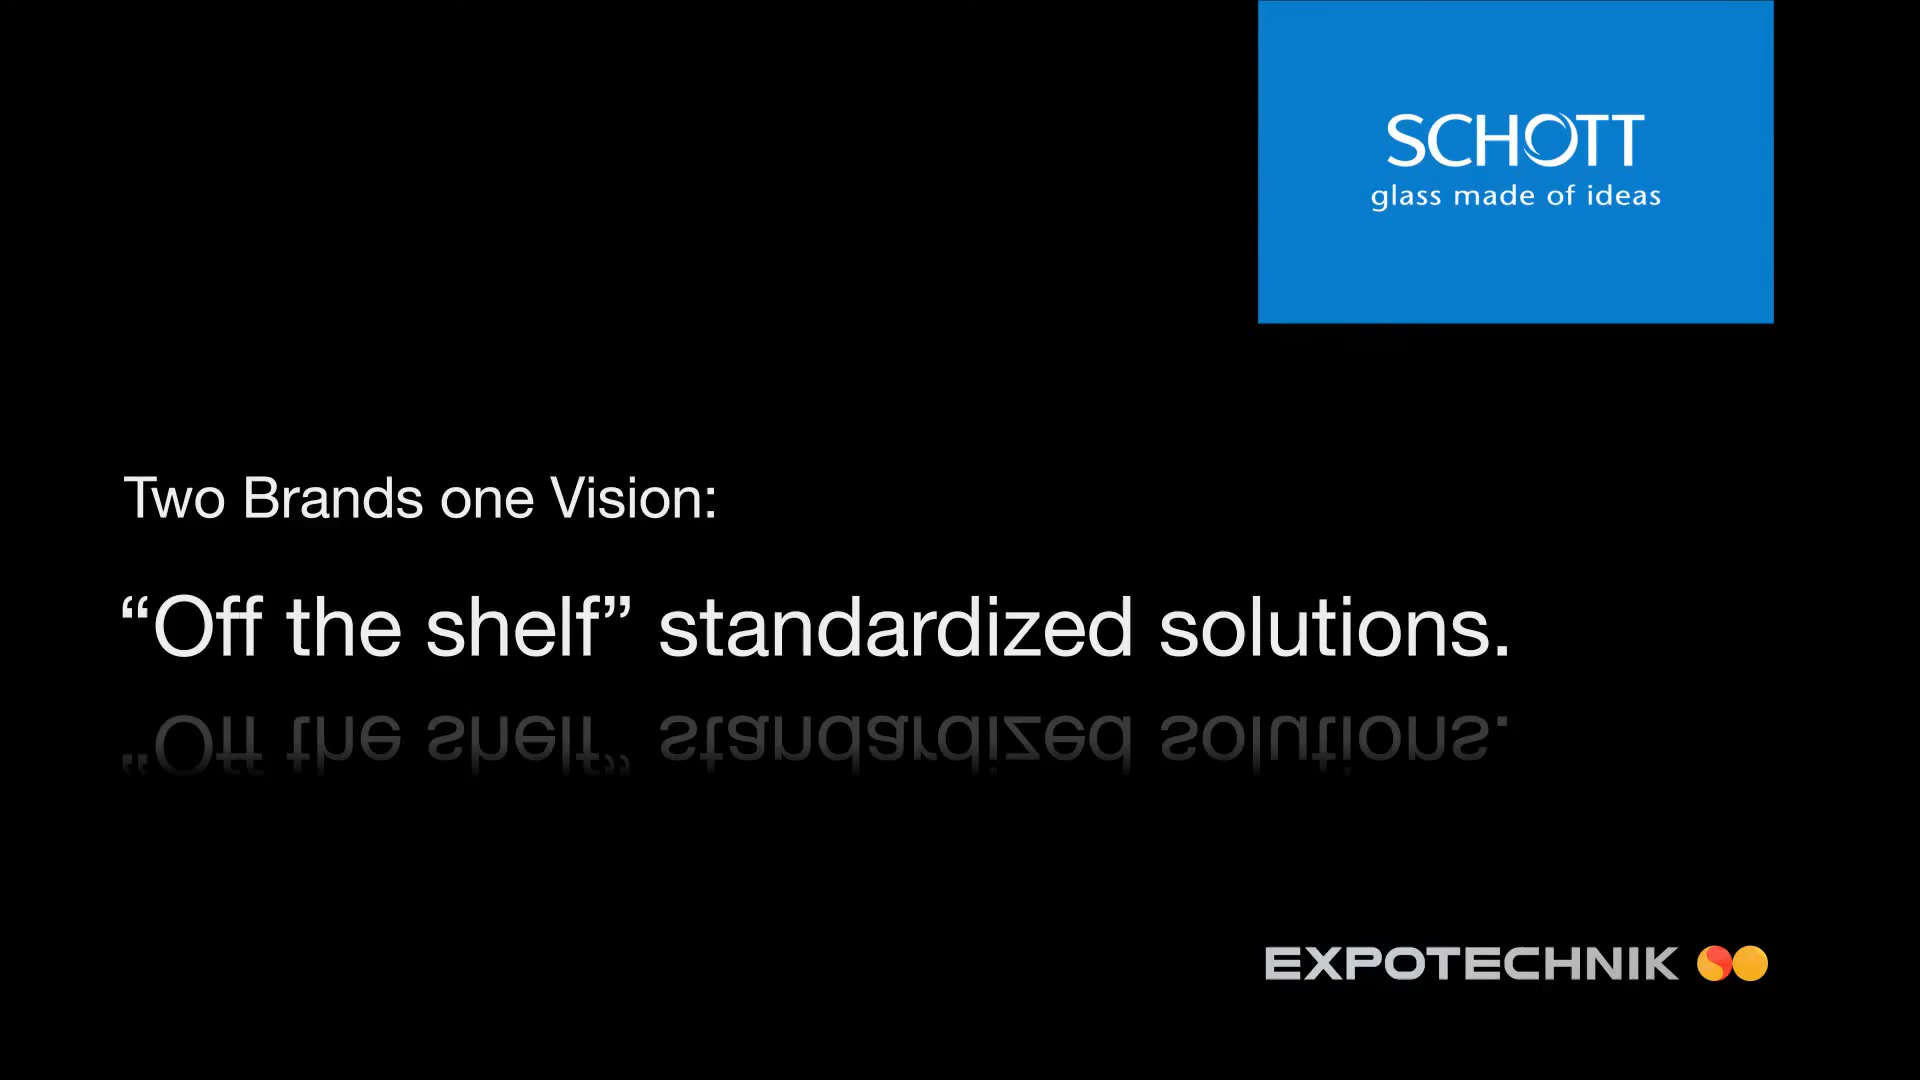 SCHOTT
glass made of ideas
Two Brands one Vision:
“Off the shelf” standardized solutions.
EXPOTECHNIK